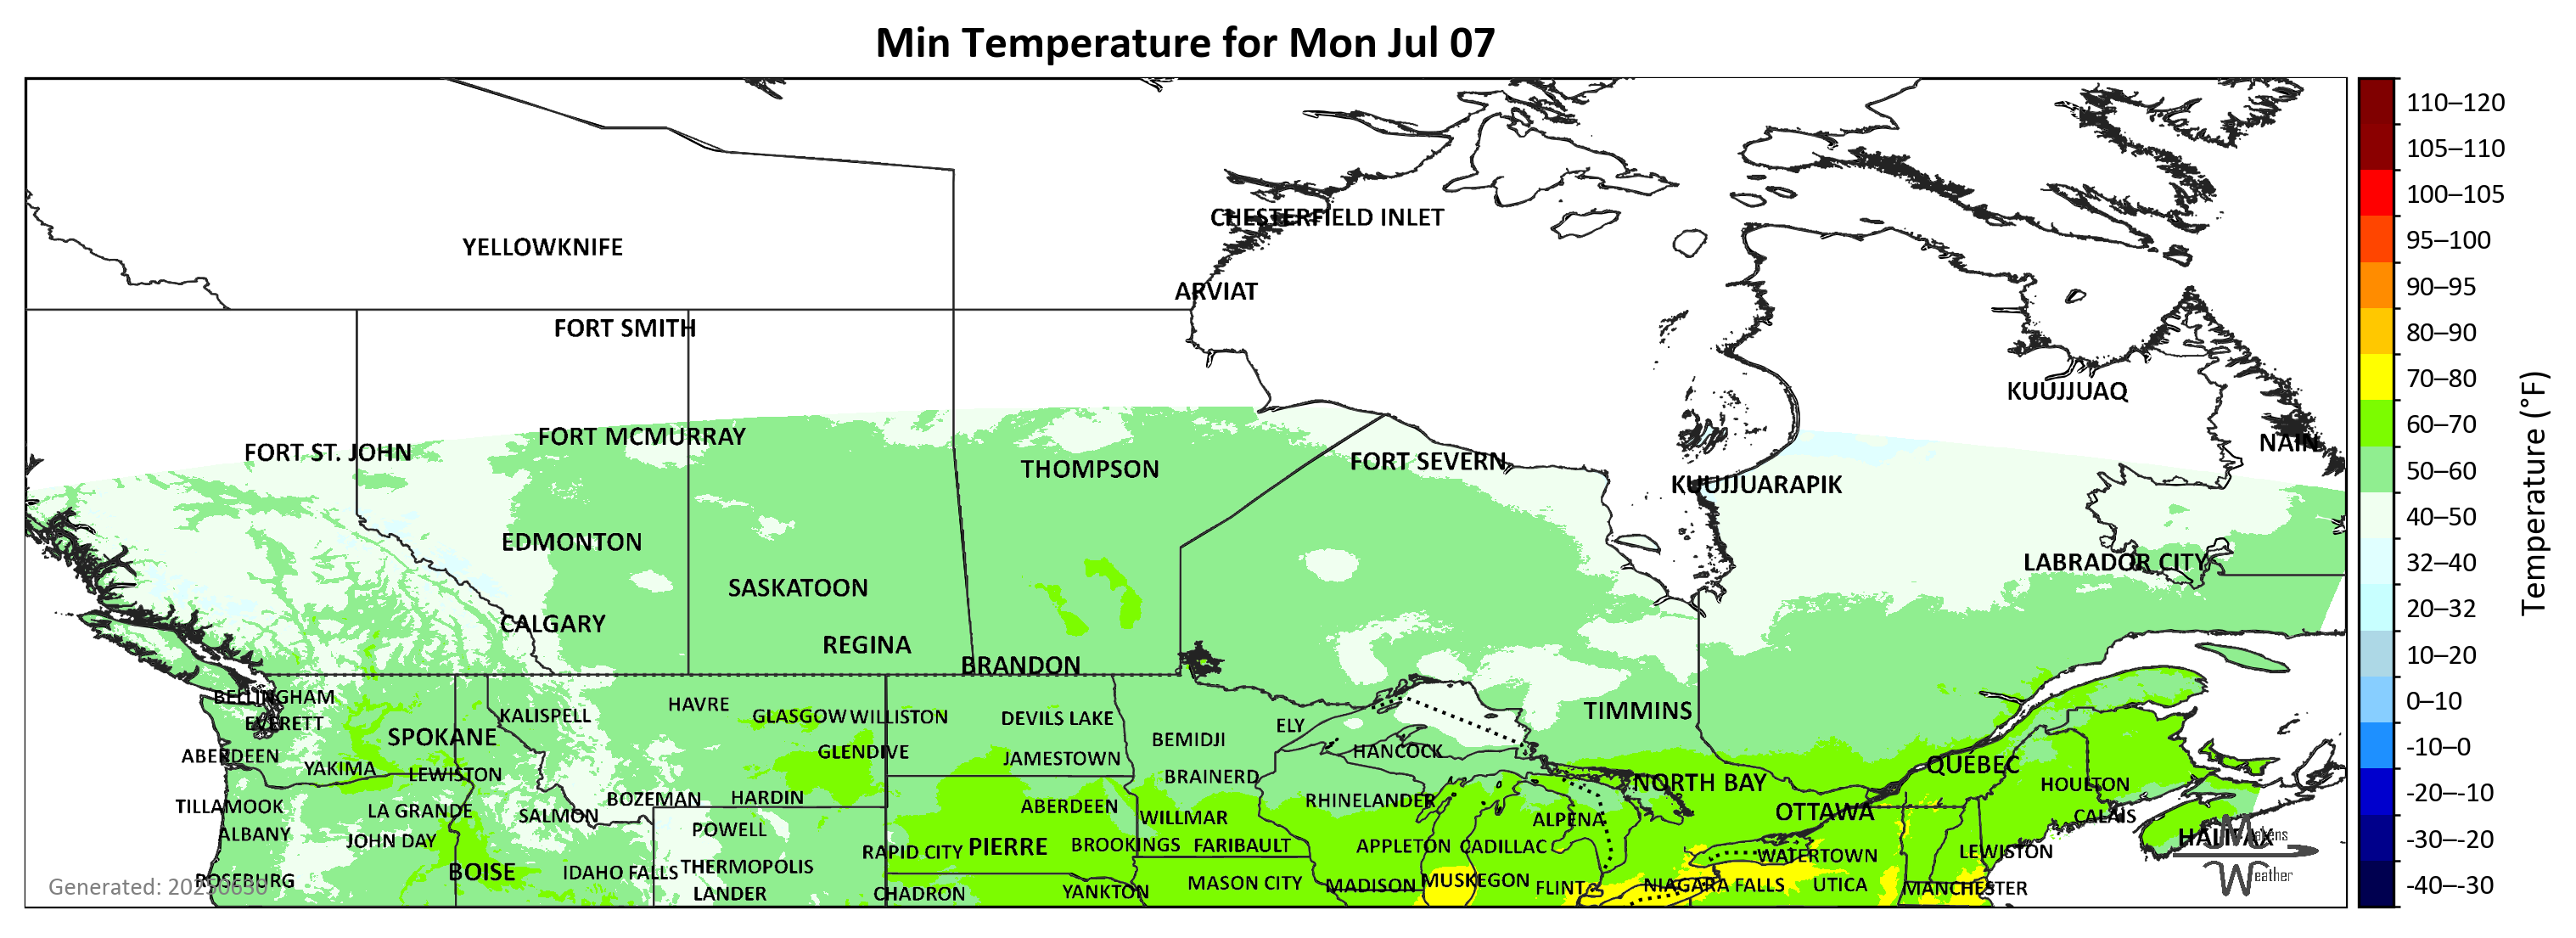 Min Temperature for Mon Jul 07
110–120
105–110
100–105
95–100
90–95
80–90
70–80
60–70
50–60
40–50
32–40
20–32
10–20
0–10
-10–0
-20–-10
-30–-20
-40–-30
Temperature (°F)
CHESTERFIELD INLET
YELLOWKNIFE
ARVIAT
FORT SMITH
KUUJJUAQ
FORT MCMURRAY
NAIN
FORT ST. JOHN
FORT SEVERN
THOMPSON
KUUJJUARAPIK
EDMONTON
LABRADOR CITY
SASKATOON
CALGARY
REGINA
BRANDON
BELLINGHAM
HAVRE
TIMMINS
KALISPELL
GLASGOW
WILLISTON
DEVILS LAKE
EVERETT
ELY
SPOKANE
BEMIDJI
HANCOCK
GLENDIVE
ABERDEEN
JAMESTOWN
QUÉBEC
YAKIMA
LEWISTON
BRAINERD
NORTH BAY
HOULTON
BOZEMAN
HARDIN
RHINELANDER
TILLAMOOK
LA GRANDE
ABERDEEN
OTTAWA
SALMON
WILLMAR
CALAIS
ALPENA
POWELL
ALBANY
HALIFAX
Makens
JOHN DAY
BROOKINGS
FARIBAULT
APPLETON
CADILLAC
PIERRE
RAPID CITY
LEWISTON
WATERTOWN
THERMOPOLIS
BOISE
IDAHO FALLS
Weather
ROSEBURG
MUSKEGON
MASON CITY
MADISON
NIAGARA FALLS
UTICA
Generated: 20250630
FLINT
MANCHESTER
YANKTON
LANDER
CHADRON